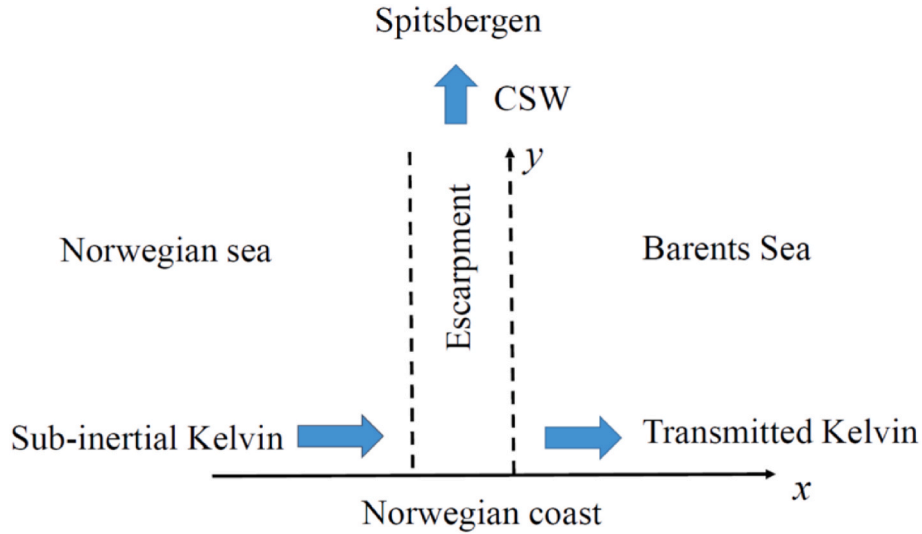 Spitsbergen
CSW
y
Escarpment
Norwegian sea
Barents Sea
Sub-inertial Kelvin
Transmitted Kelvin
x
Norwegian coast